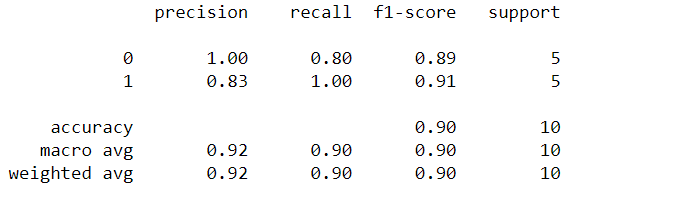 precision recall f1-score support
0 1.00 0.80 0.89 5
1 0.83 1.00 0.91 5
accuracy 0.90 10
macro avg 0.92 0.90 0.90 10
weighted avg 0.92 0.90 0.90 10